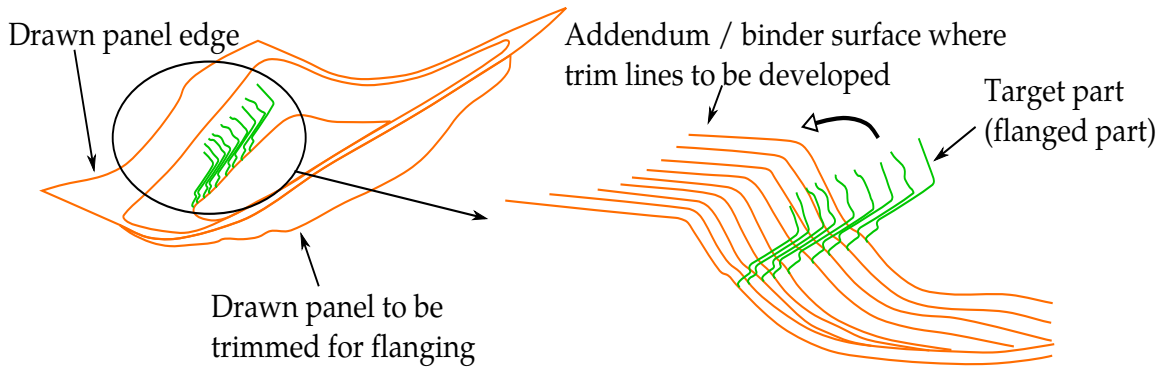 Drawn panel edge
Addendum / binder surface where
trim lines to be developed
Target part
(flanged part)
Drawn panel to be
trimmed for flanging